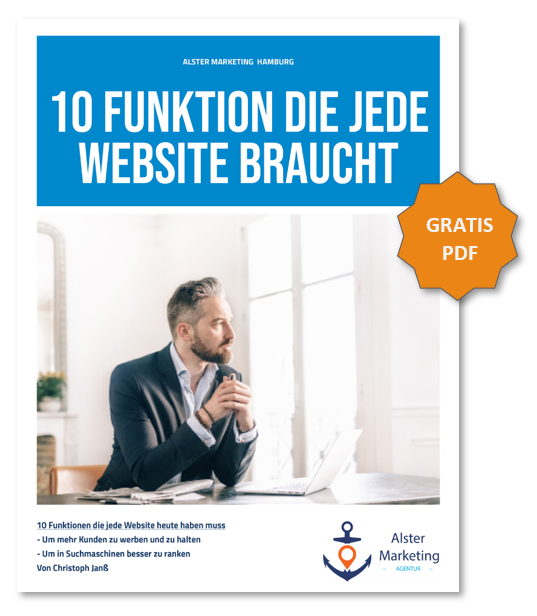 ALSTER MARKETING HAMBURG
10 FUNKTION DIE JEDE
WEBSITE BRAUCHT
GRATIS
PDF
10 Funktionen die jede Website heute haben muss
- Um mehr Kunden zu werben und zu halten
- Um in Suchmaschinen besser zu ranken
Von Christoph Janß
Alster
Marketing
- AGENTUR -